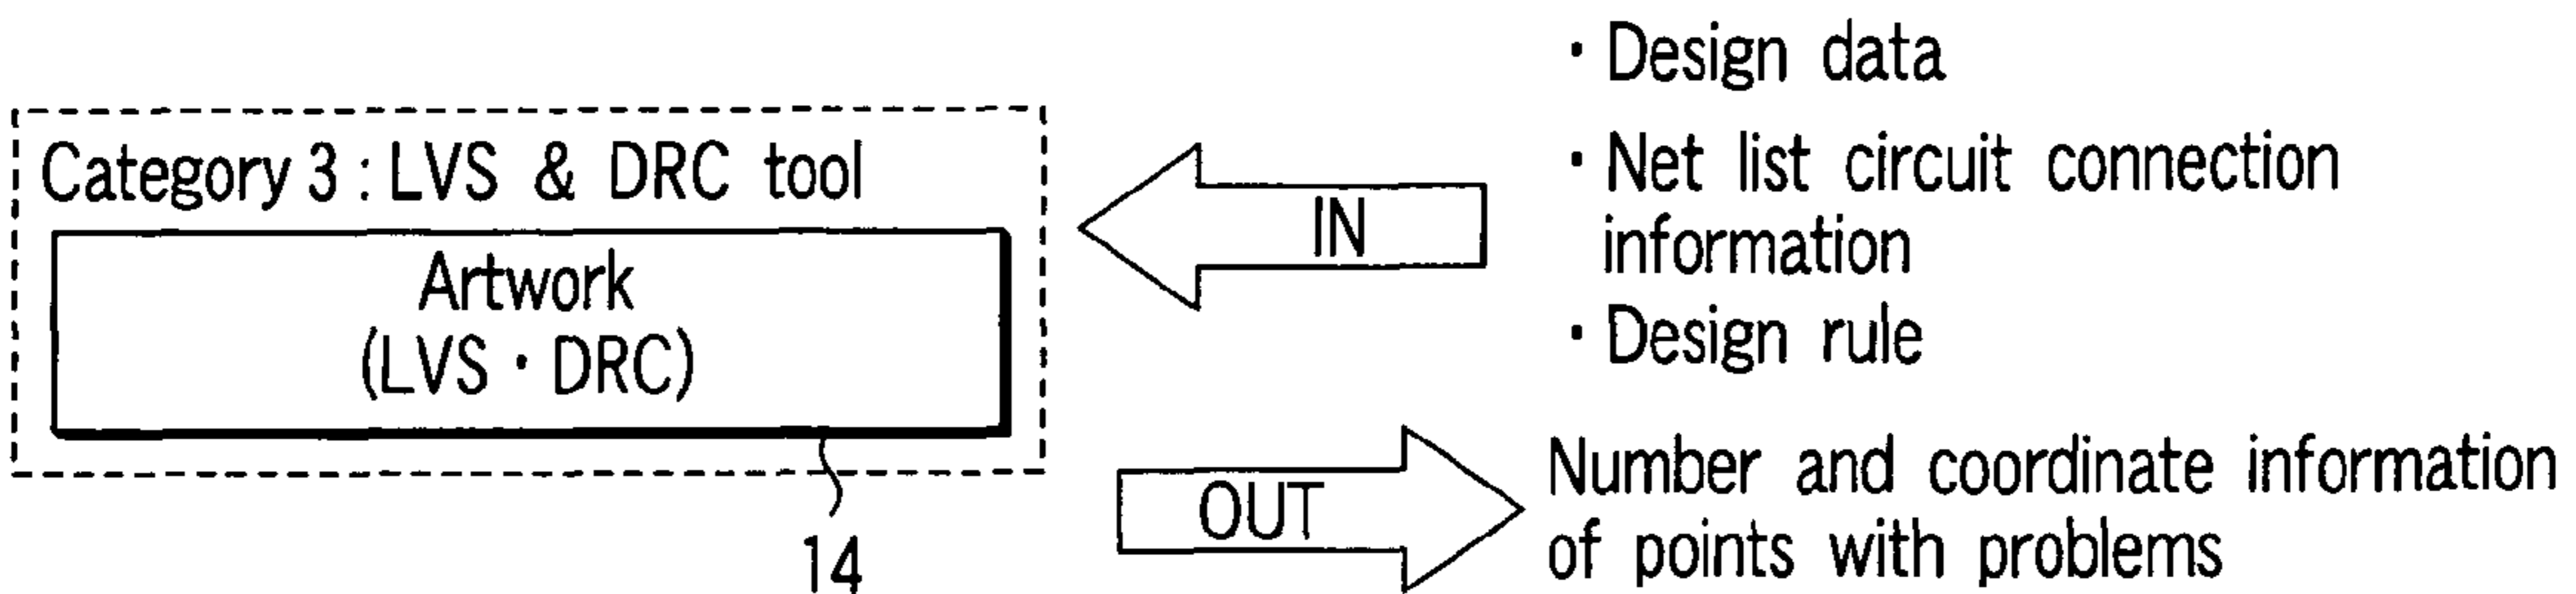 Category 3 : LVS & DRC tool
Artwork
(LVS・DRC)
14
IN
・Design data
・Net list circuit connection
information
・Design rule
OUT
Number and coordinate information
of points with problems